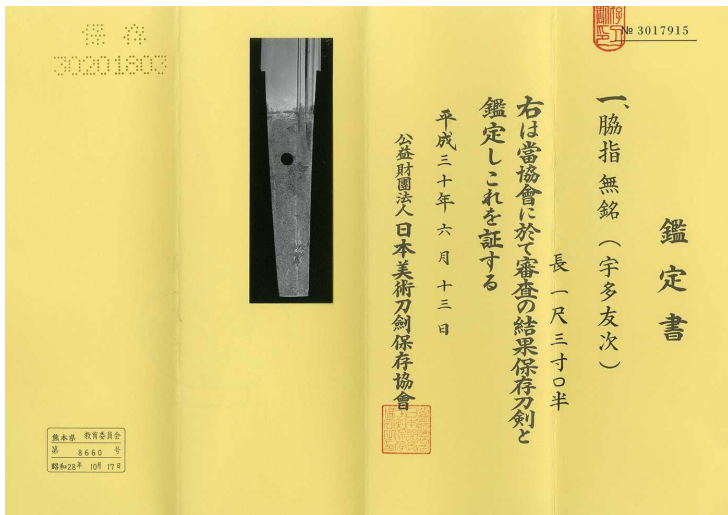 № 3017915
鑑定書
一、脇指 無銘(宇多友次)
長 一尺三寸〇半
右は當協會に於て審査の結果保存刀剣と
鑑定しこれを証する
平成三十年六月十三日
公益財團法人 日本美術刀劍保存協會
保存
30201803
熊本県 教育委員会
第 8660 号
昭和28年 10月 17日